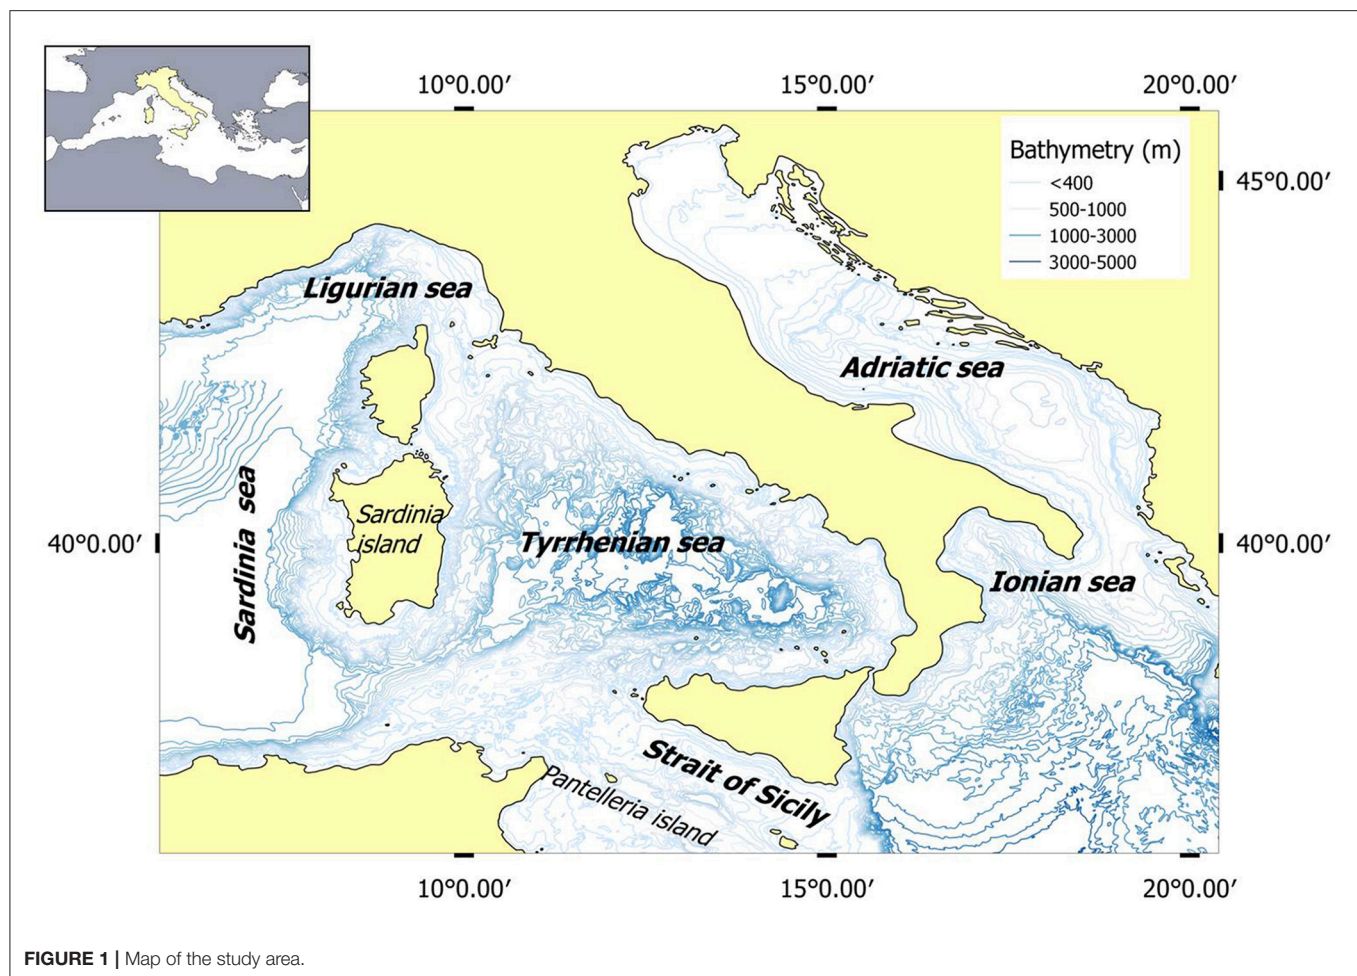 10°0.00′ 15°0.00′ 20°0.00′
Bathymetry (m)
<400
500-1000
1000-3000
3000-5000
45°0.00′
Ligurian sea
Adriatic sea
Sardinia sea
Sardinia
island
Tyrrhenian sea
40°0.00′
40°0.00′
Ionian sea
Strait of Sicily
Pantelleria island
10°0.00′ 15°0.00′ 20°0.00′
FIGURE 1 | Map of the study area.